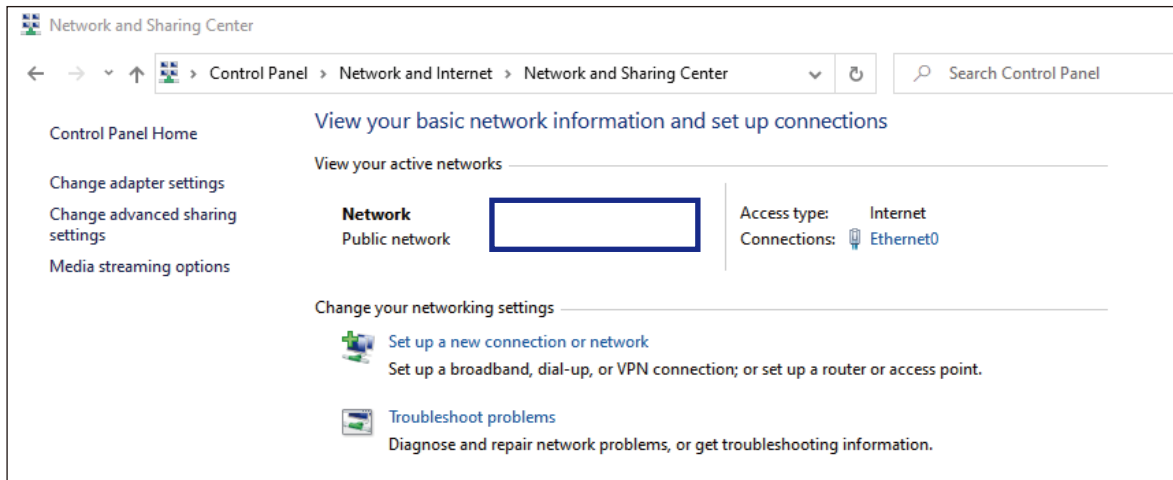 Network and Sharing Center
Control Panel > Network and Internet > Network and Sharing Center
Search Control Panel
Control Panel Home
Change adapter settings
Change advanced sharing
settings
Media streaming options
View your basic network information and set up connections
View your active networks
Network
Public network
Access type: Internet
Connections: Ethernet0
Change your networking settings
Set up a new connection or network
Set up a broadband, dial-up, or VPN connection; or set up a router or access point.
Troubleshoot problems
Diagnose and repair network problems, or get troubleshooting information.